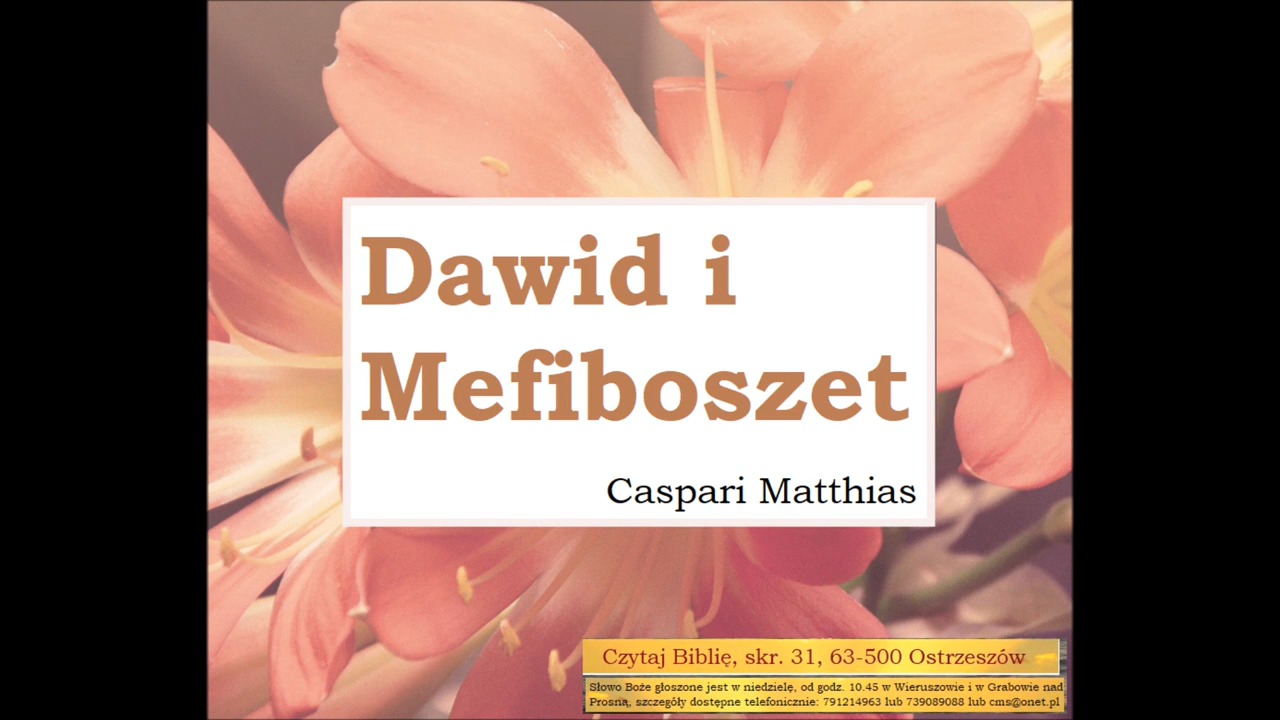 Dawid i
Mefiboszet
Caspari Matthias
Czytaj Biblię, skr. 31, 63-500 Ostrzeszów
Słowo Boże głoszone jest w niedzielę, od godz. 10.45 w Wieruszowie i w Grabowie nad
Prosną, szczegóły dostępne telefonicznie: 791214963 lub 739089088 lub cms@onet.pl